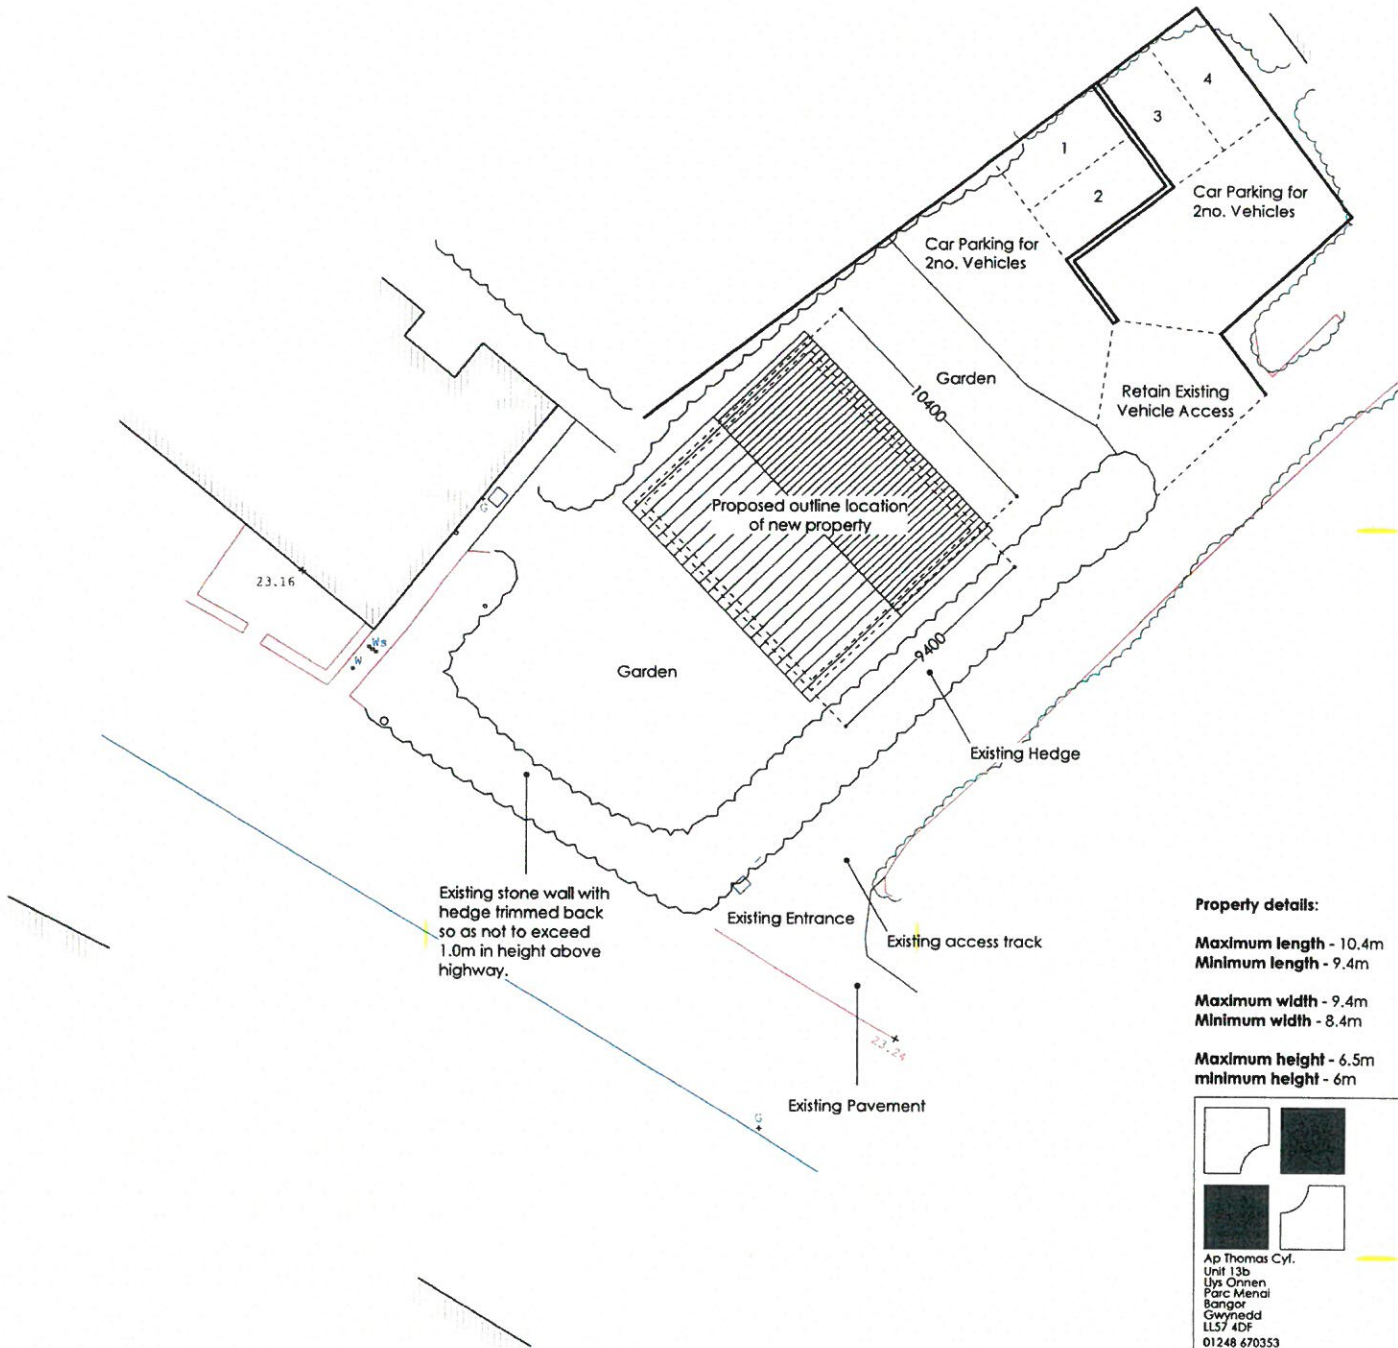 4
3
1
2
Car Parking for
2no. Vehicles
Car Parking for
2no. Vehicles
Garden
10400
Retain Existing
Vehicle Access
Proposed outline location
of new property
G
23.16
Ws
W
9400
Garden
Existing Hedge
Existing stone wall with
hedge trimmed back
so as not to exceed
1.0m in height above
highway.
Existing Entrance
Existing access track
23.24
Existing Pavement
G
Property details:
Maximum length - 10.4m
Minimum length - 9.4m
Maximum width - 9.4m
Minimum width - 8.4m
Maximum height - 6.5m
minimum height - 6m
Ap Thomas Cyf.
Unit 13b
Llys Onnen
Parc Menai
Bangor
Gwynedd
LL57 4DF
01248 670353